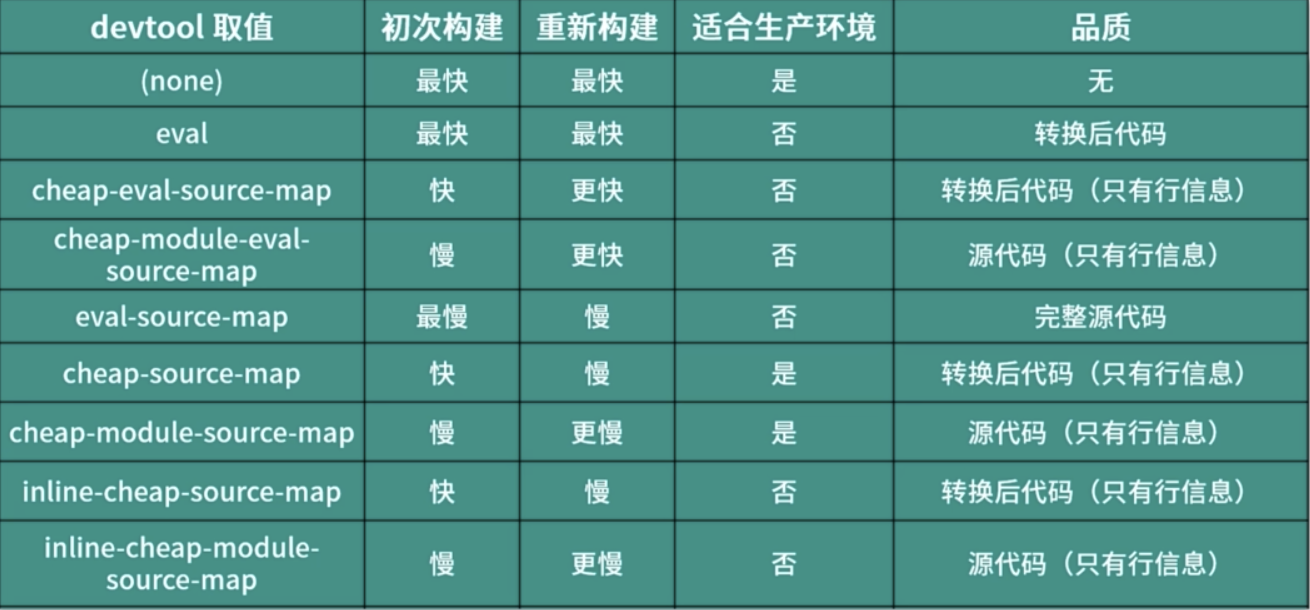 devtool 取值 初次构建 重新构建 适合生产环境 品质
(none) 最快 最快 是 无
eval 最快 最快 否 转换后代码
cheap-eval-source-map 快 更快 否 转换后代码（只有行信息）
cheap-module-eval-
source-map 慢 更快 否 源代码（只有行信息）
eval-source-map 最慢 慢 否 完整源代码
cheap-source-map 快 慢 是 转换后代码（只有行信息）
cheap-module-source-map 慢 更慢 是 源代码（只有行信息）
inline-cheap-source-map 快 慢 否 转换后代码（只有行信息）
inline-cheap-module-
source-map 慢 更慢 否 源代码（只有行信息）